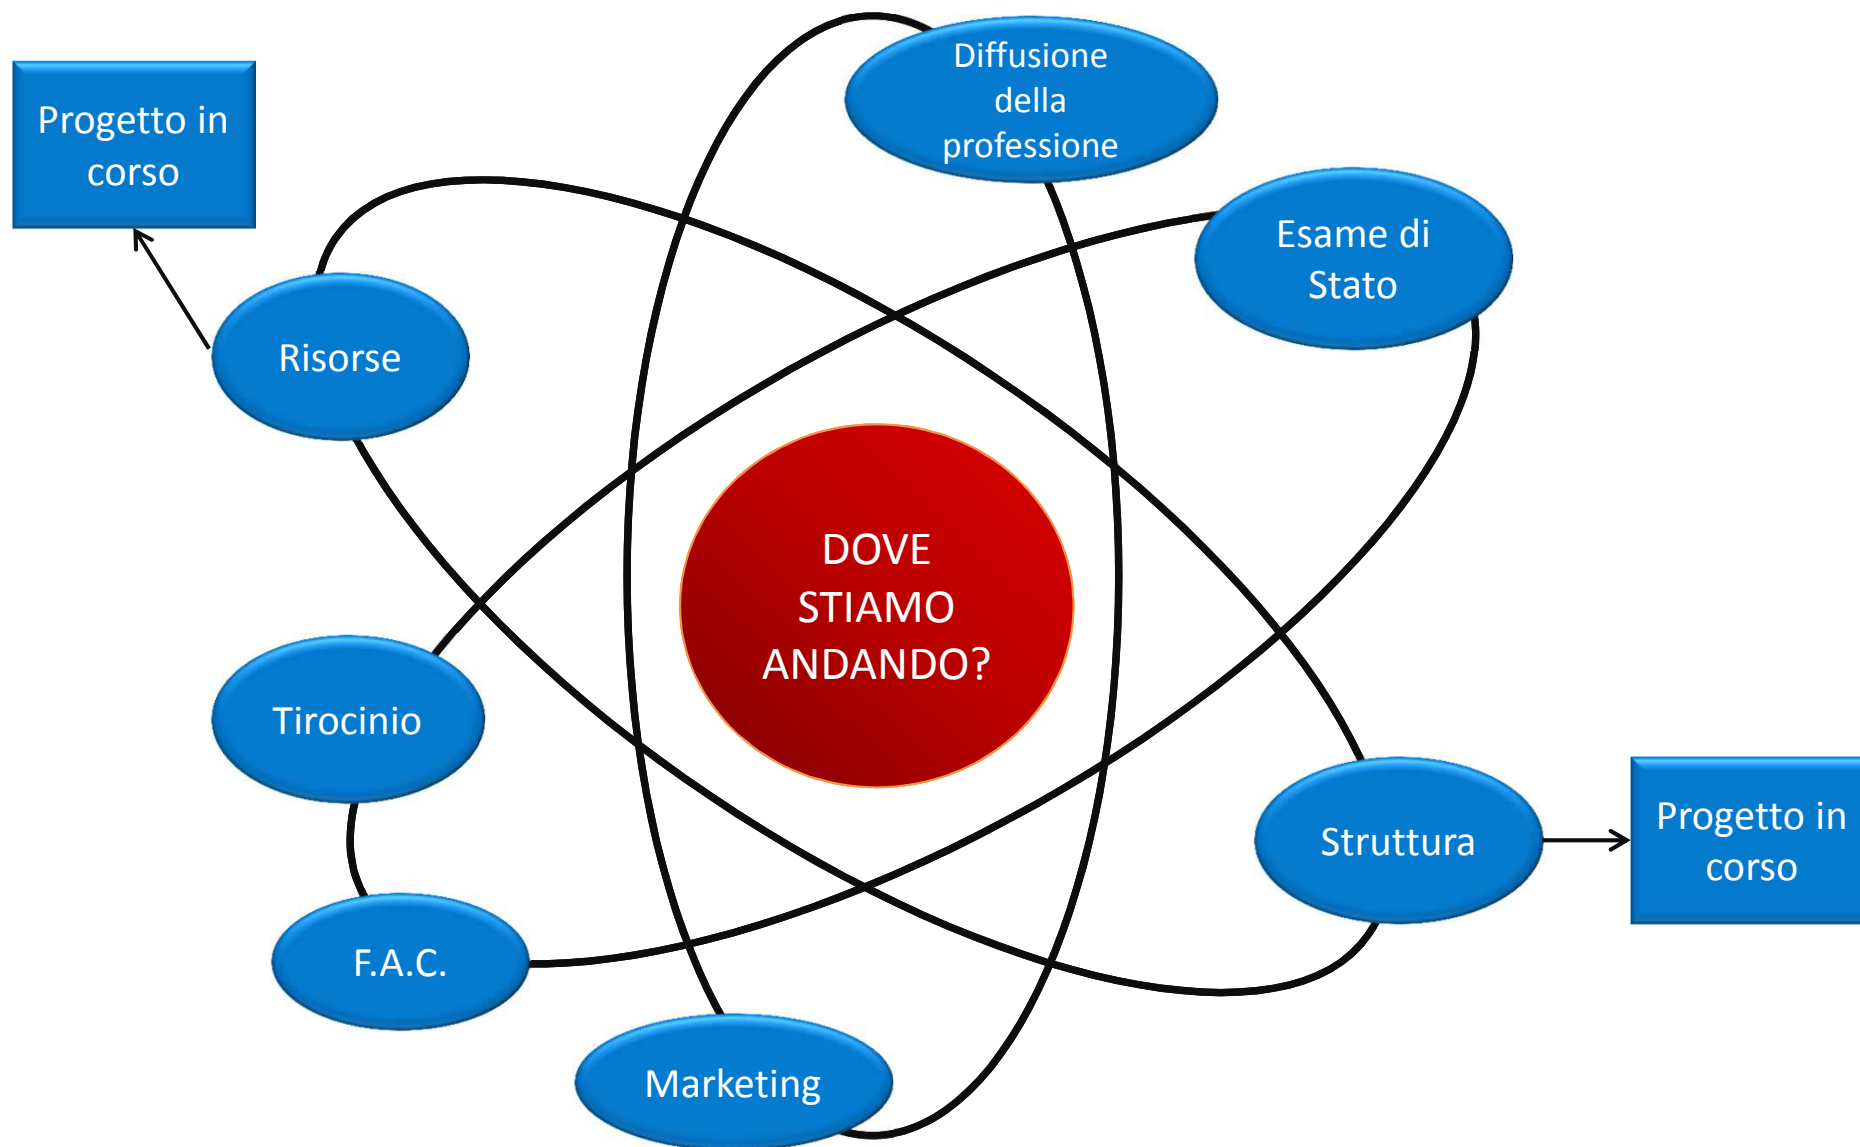 Diffusione
della
professione
Progetto in
corso
Esame di
Stato
Risorse
DOVE
STIAMO
ANDANDO?
Tirocinio
Struttura
Progetto in
corso
F.A.C.
Marketing